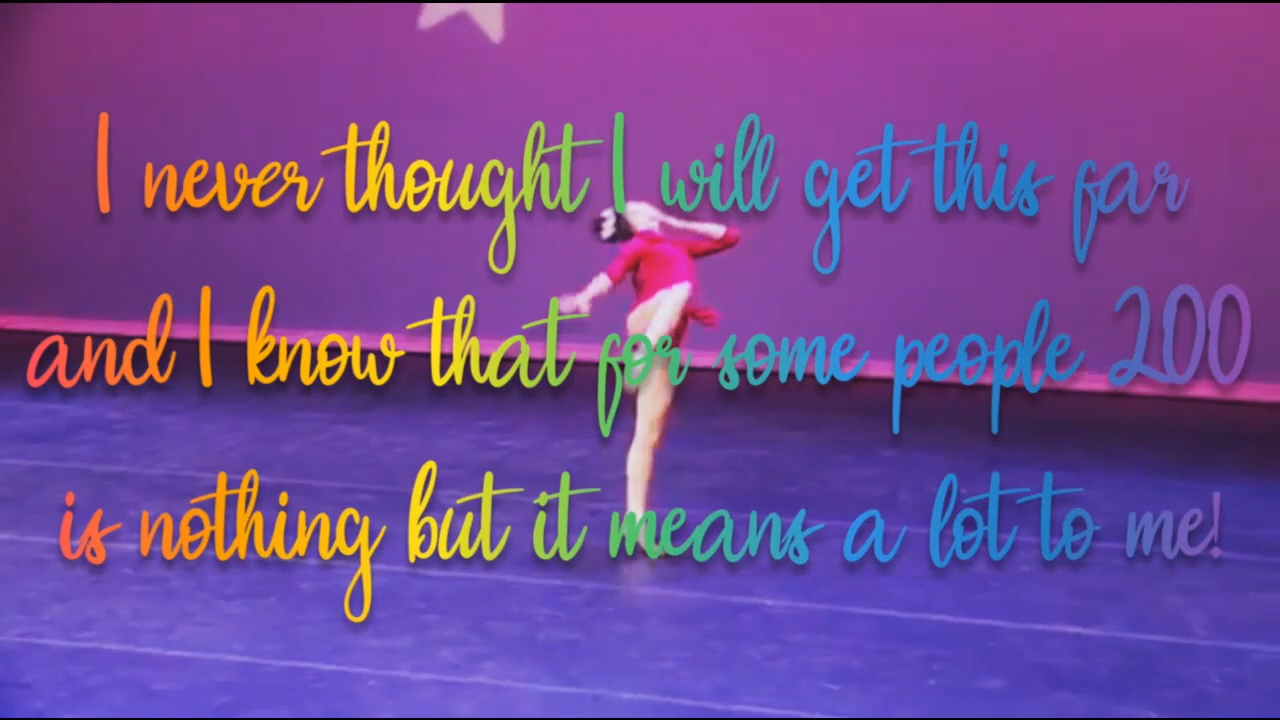 I never thought I will get this far
and I know that for some people 200
is nothing but it means a lot to me!